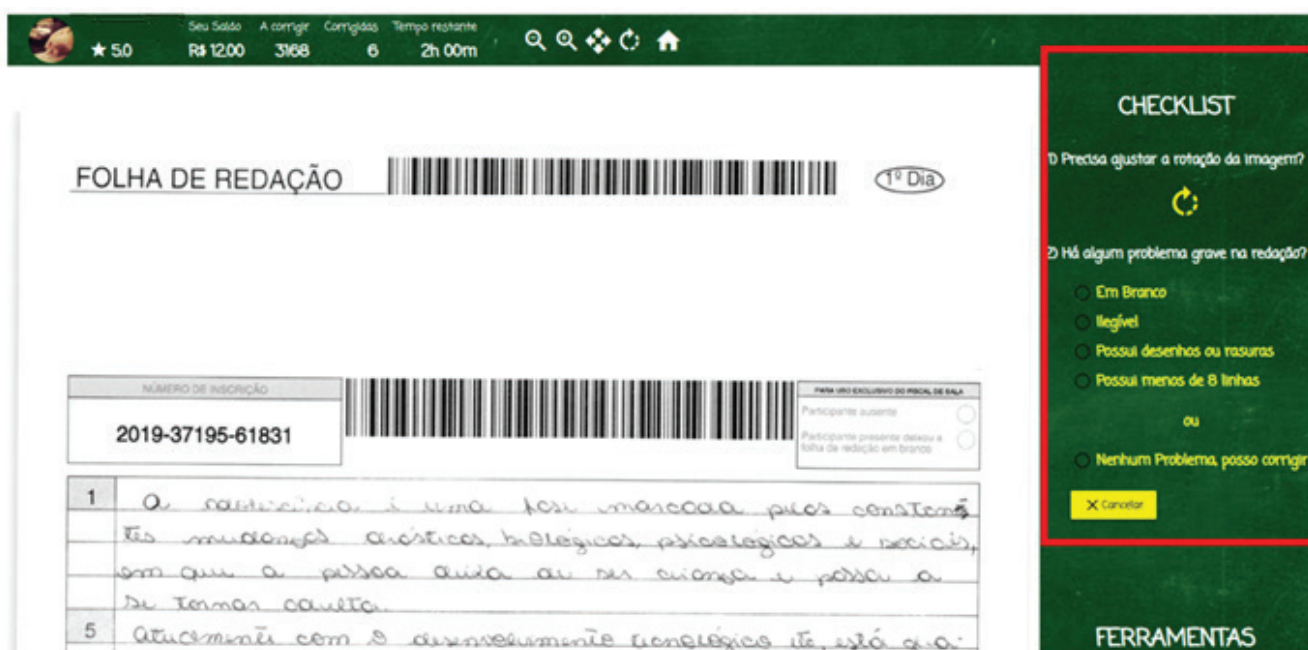 Seu Saldo A corrigir Corrigidas Tempo restante
★ 5.0 R$ 12.00 3168 6 2h 00m
CHECKLIST
1) Precisa ajustar a rotação da imagem?
2) Há algum problema grave na redação?
Em Branco
Ilegível
Possui desenhos ou rasuras
Possui menos de 8 linhas
ou
Nenhum Problema, posso corrigir
X Cancelar
FERRAMENTAS
FOLHA DE REDAÇÃO 1º Dia
NÚMERO DE INSCRIÇÃO
2019-37195-61831
PARA USO EXCLUSIVO DO FISCAL DE SALA
Participante ausente
Participante presente deixou a
folha de redação em branco
1 a é uma fase marcada pelas constan
tes mudanças biológicas, psicológicas e sociais,
em que a pessoa deixa de ser criança e passa a
se tornar adulta.
5 atualmente com o desenvolvimento tecnológico está